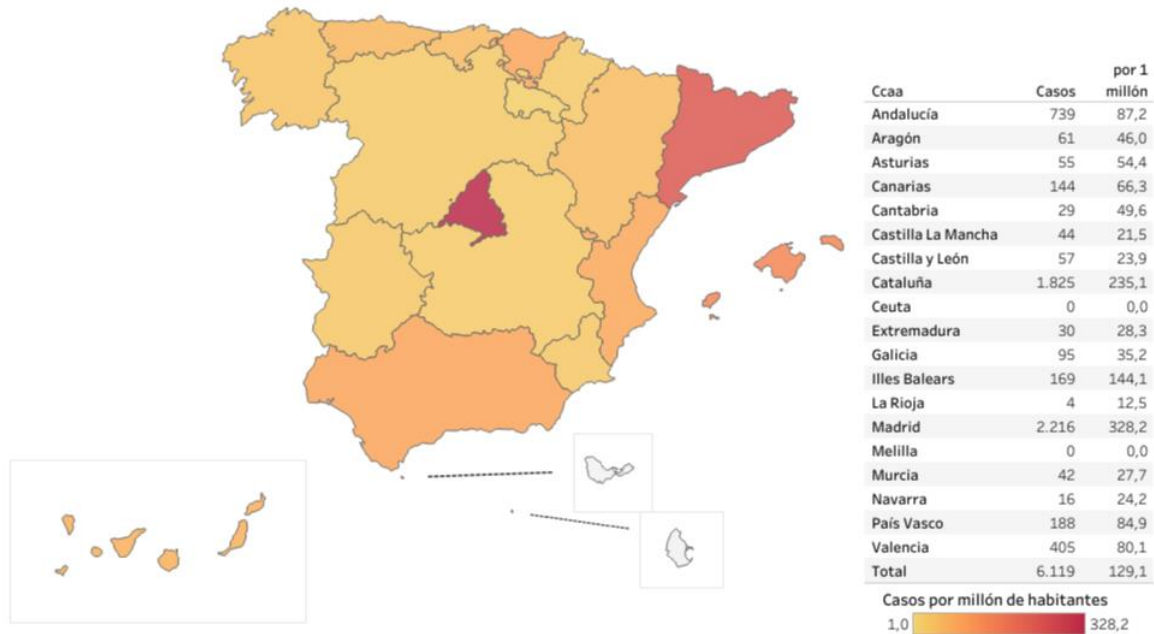 por 1
Ccaa Casos millón
Andalucía 739 87,2
Aragón 61 46,0
Asturias 55 54,4
Canarias 144 66,3
Cantabria 29 49,6
Castilla La Mancha 44 21,5
Castilla y León 57 23,9
Cataluña 1.825 235,1
Ceuta 0 0,0
Extremadura 30 28,3
Galicia 95 35,2
Illes Balears 169 144,1
La Rioja 4 12,5
Madrid 2.216 328,2
Melilla 0 0,0
Murcia 42 27,7
Navarra 16 24,2
País Vasco 188 84,9
Valencia 405 80,1
Total 6.119 129,1
Casos por millón de habitantes
1,0 328,2